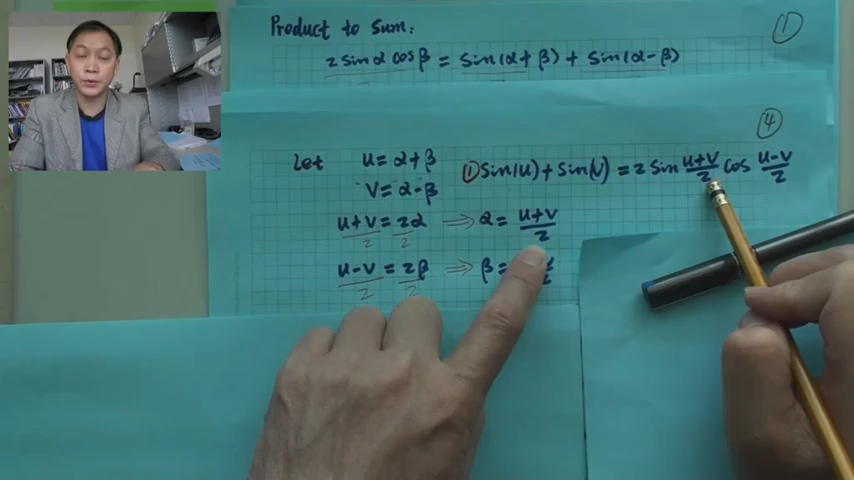 Product to Sum: ①
2 sin α cos β = sin(α + β) + sin(α - β)
④
Let u = α + β ① sin(u) + sin(v) = 2 sin (u+v)/2 cos (u-v)/2
v = α - β
(u+v)/2 = 2α/2 ⟹ α = (u+v)/2
(u-v)/2 = 2β/2 ⟹ β =